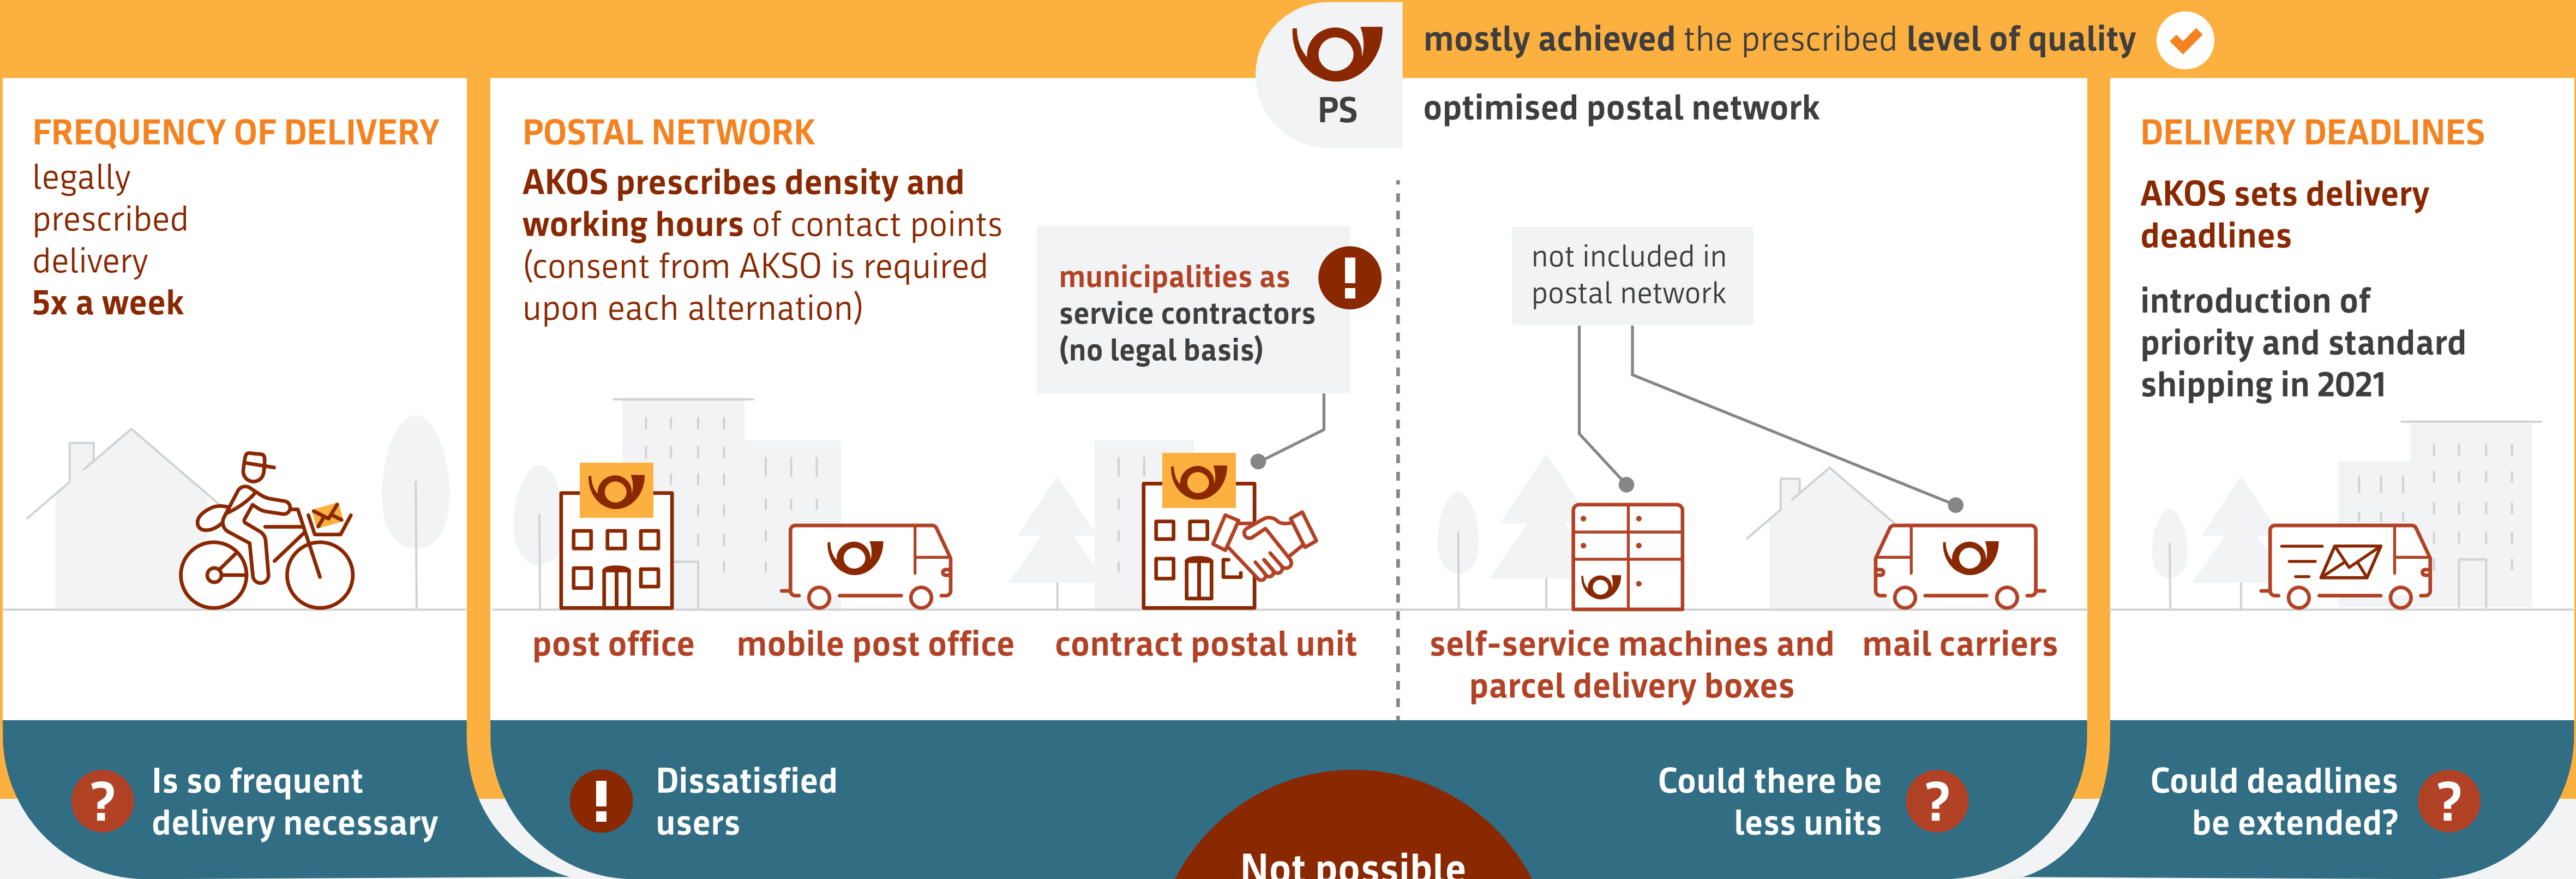 PS
mostly achieved the prescribed level of quality
optimised postal network
FREQUENCY OF DELIVERY
legally
prescribed
delivery
5x a week
POSTAL NETWORK
AKOS prescribes density and
working hours of contact points
(consent from AKSO is required
upon each alternation)
municipalities as
service contractors
(no legal basis)
!
not included in
postal network
DELIVERY DEADLINES
AKOS sets delivery
deadlines
introduction of
priority and standard
shipping in 2021
post office
mobile post office
contract postal unit
self-service machines and
parcel delivery boxes
mail carriers
?
Is so frequent
delivery necessary
!
Dissatisfied
users
Not possible
Could there be
less units
?
Could deadlines
be extended?
?